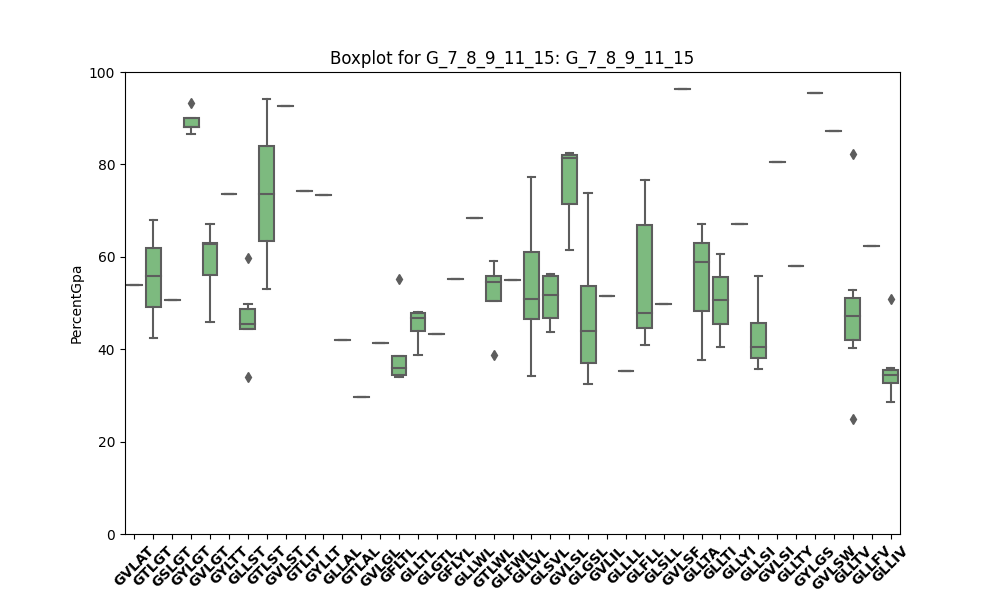 Boxplot for G_7_8_9_11_15: G_7_8_9_11_15
100
80
60
40
20
0
PercentGpa
GVLAT
GTLGT
GSLGT
GYLGT
GVLGT
GYLTT
GLLST
GTLST
GVLST
GTLIT
GYLLT
GLLAL
GTLAL
GVLGL
GFLTL
GLLTL
GLGTL
GFLYL
GLLWL
GTLWL
GFLWL
GLLVL
GLSVL
GVLSL
GLGSL
GVLIL
GLLLL
GLFLL
GLSLL
GVLSF
GLLTA
GLLTI
GLLYI
GLLSI
GVLSI
GLLTY
GYLGS
GVLSW
GLLTV
GLLFV
GLLIV